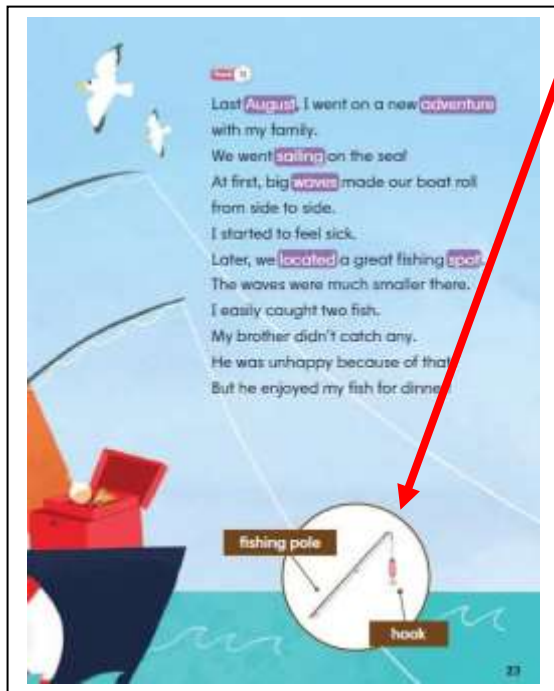 Last August, I went on a new adventure
with my family.
We went sailing on the sea!
At first, big waves made our boat roll
from side to side.
I started to feel sick.
Later, we located a great fishing spot.
The waves were much smaller there.
I easily caught two fish.
My brother didn't catch any.
He was unhappy because of that
But he enjoyed my fish for dinner
fishing pole
hook
23